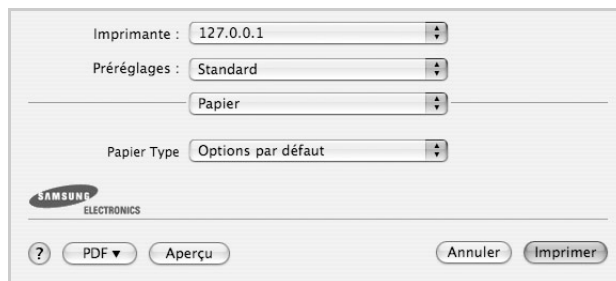 Imprimante : 127.0.0.1
Préréglages : Standard
Papier
Papier Type Options par défaut
SAMSUNG
ELECTRONICS
? PDF ▼ Aperçu Annuler Imprimer